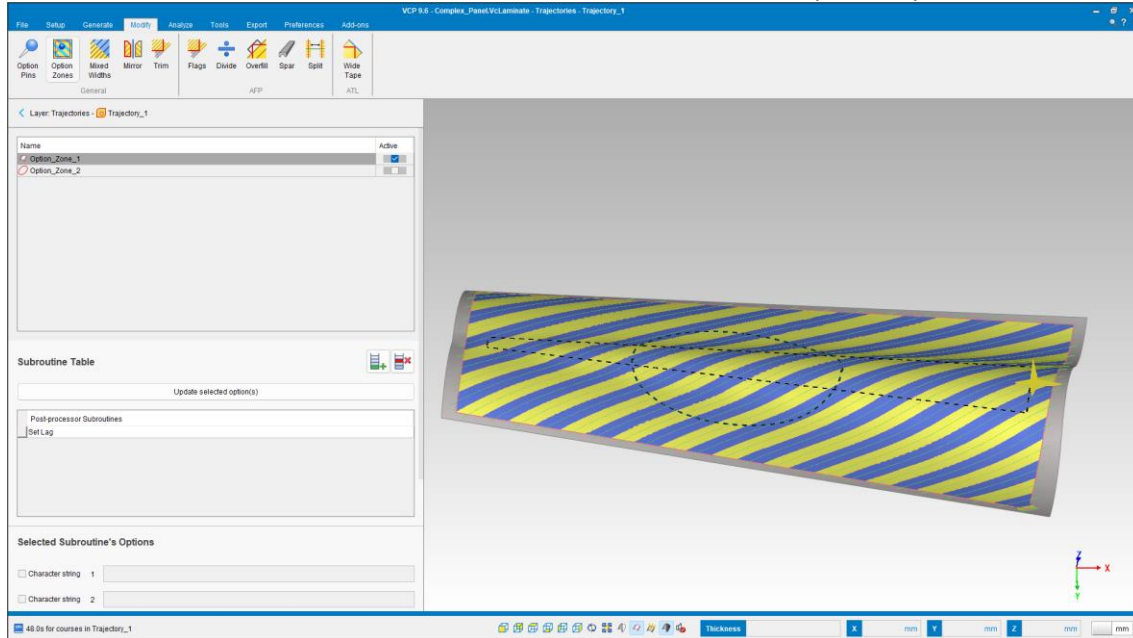 VCP 9.6 - Complex_Panel.VcLaminate - Trajectories - Trajectory_1
File Setup Generate Modify Analyze Tools Export Preferences Add-ons
?
Option Pins Option Zones Mixed Widths Mirror Trim Flags Divide Overfill Spar Split Wide Tape
General AFP ATL
Layer: Trajectories - Trajectory_1
Name Active
Option_Zone_1
Option_Zone_2
Subroutine Table
Update selected option(s)
Post-processor Subroutines
Set Lag
Selected Subroutine's Options
Character string 1
Character string 2
Z
X
Y
48.0s for courses in Trajectory_1 Thickness X mm Y mm Z mm mm